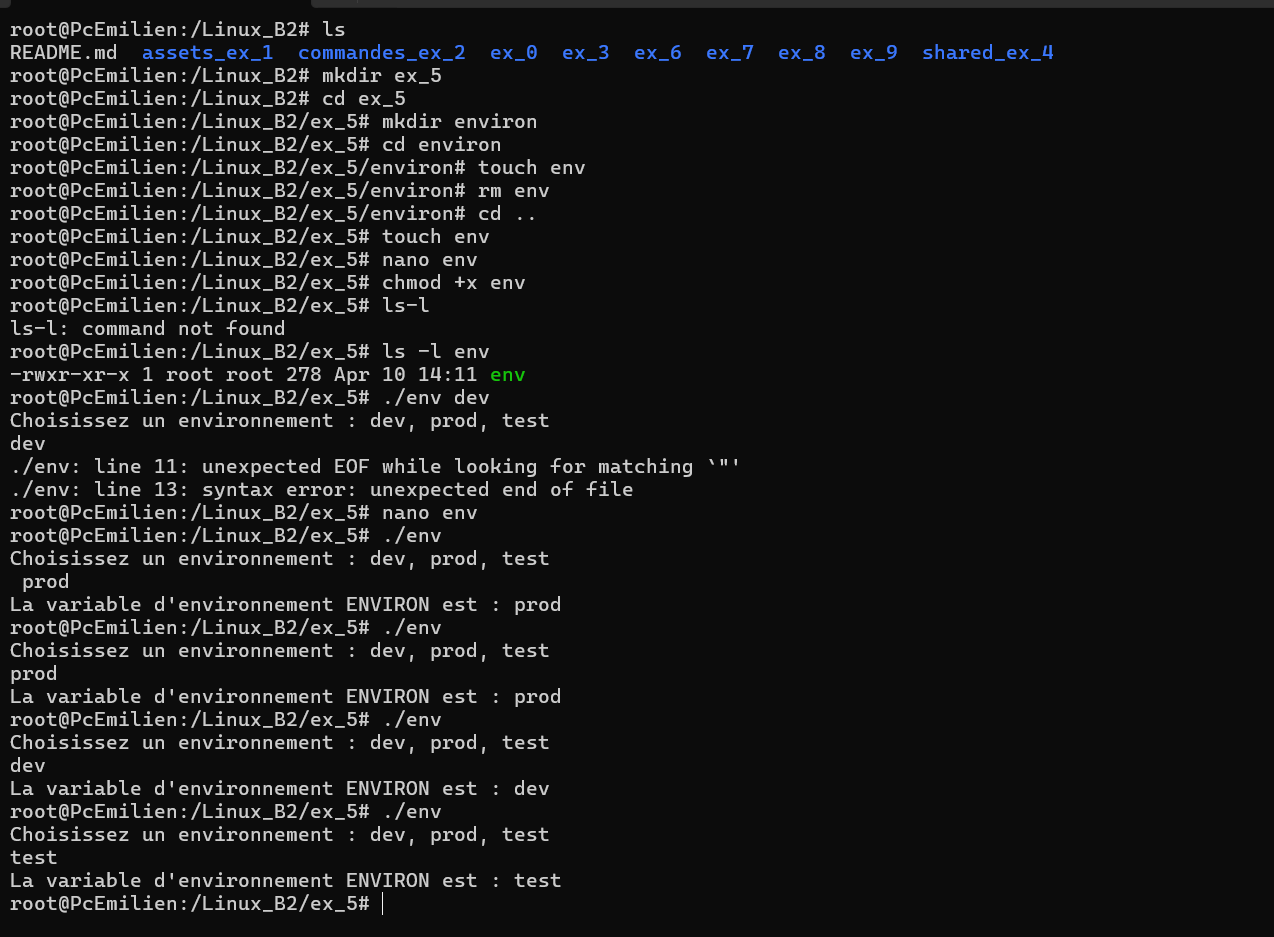 root@PcEmilien:/Linux_B2# ls
README.md  assets_ex_1  commandes_ex_2  ex_0  ex_3  ex_6  ex_7  ex_8  ex_9  shared_ex_4
root@PcEmilien:/Linux_B2# mkdir ex_5
root@PcEmilien:/Linux_B2# cd ex_5
root@PcEmilien:/Linux_B2/ex_5# mkdir environ
root@PcEmilien:/Linux_B2/ex_5# cd environ
root@PcEmilien:/Linux_B2/ex_5/environ# touch env
root@PcEmilien:/Linux_B2/ex_5/environ# rm env
root@PcEmilien:/Linux_B2/ex_5/environ# cd ..
root@PcEmilien:/Linux_B2/ex_5# touch env
root@PcEmilien:/Linux_B2/ex_5# nano env
root@PcEmilien:/Linux_B2/ex_5# chmod +x env
root@PcEmilien:/Linux_B2/ex_5# ls-l
ls-l: command not found
root@PcEmilien:/Linux_B2/ex_5# ls -l env
-rwxr-xr-x 1 root root 278 Apr 10 14:11 env
root@PcEmilien:/Linux_B2/ex_5# ./env dev
Choisissez un environnement : dev, prod, test
dev
./env: line 11: unexpected EOF while looking for matching `"'
./env: line 13: syntax error: unexpected end of file
root@PcEmilien:/Linux_B2/ex_5# nano env
root@PcEmilien:/Linux_B2/ex_5# ./env
Choisissez un environnement : dev, prod, test
 prod
La variable d'environnement ENVIRON est : prod
root@PcEmilien:/Linux_B2/ex_5# ./env
Choisissez un environnement : dev, prod, test
prod
La variable d'environnement ENVIRON est : prod
root@PcEmilien:/Linux_B2/ex_5# ./env
Choisissez un environnement : dev, prod, test
dev
La variable d'environnement ENVIRON est : dev
root@PcEmilien:/Linux_B2/ex_5# ./env
Choisissez un environnement : dev, prod, test
test
La variable d'environnement ENVIRON est : test
root@PcEmilien:/Linux_B2/ex_5#